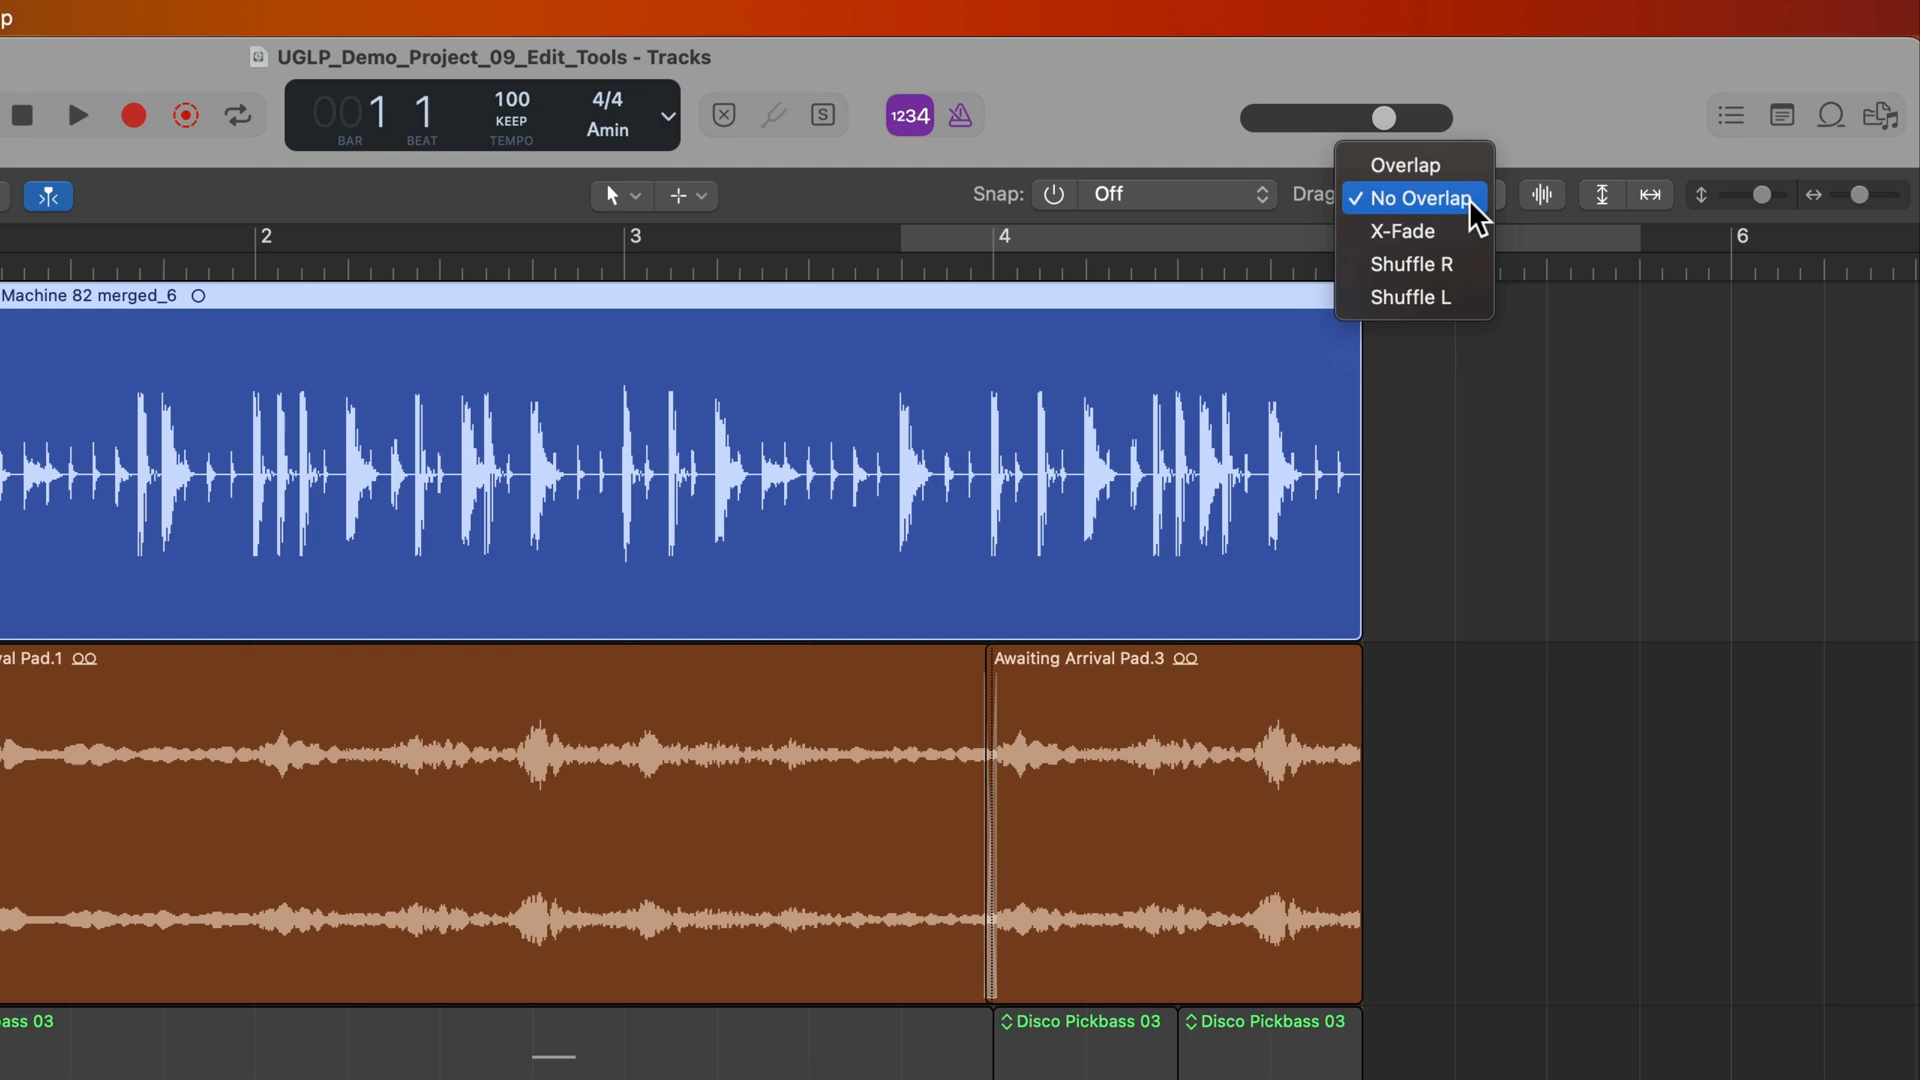 p
UGLP_Demo_Project_09_Edit_Tools - Tracks
001 1
BAR BEAT
100
KEEP
TEMPO
4/4
Amin
S
1234
Snap: Off
Drag
Overlap
✓ No Overlap
X-Fade
Shuffle R
Shuffle L
2 3 4 6
Machine 82 merged_6
val Pad.1
Awaiting Arrival Pad.3
bass 03
Disco Pickbass 03
Disco Pickbass 03